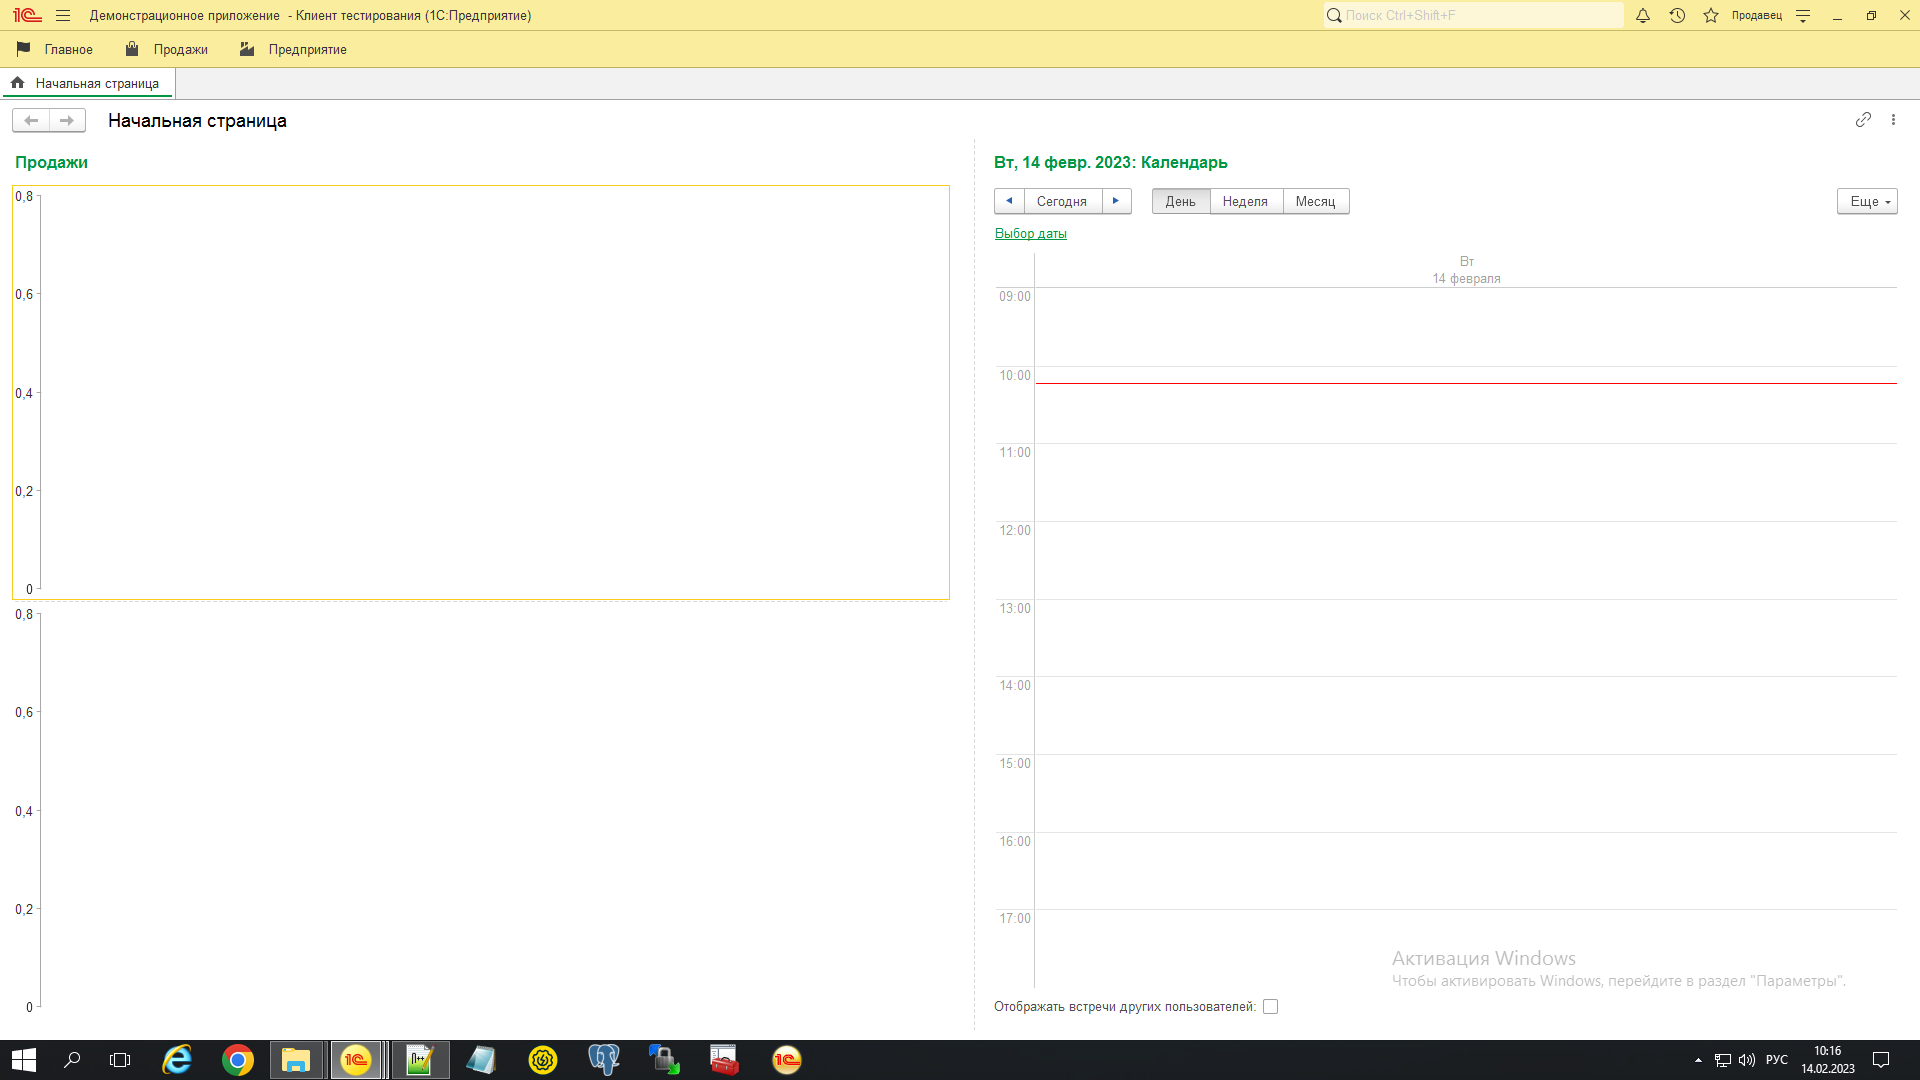 Демонстрационное приложение - Клиент тестирования (1С:Предприятие)
Поиск Ctrl+Shift+F
Продавец
Главное
Продажи
Предприятие
Начальная страница
Начальная страница
Продажи
0,8
0,6
0,4
0,2
0
0,8
0,6
0,4
0,2
0
Вт, 14 февр. 2023: Календарь
Сегодня
День
Неделя
Месяц
Еще
Выбор даты
Вт
14 февраля
09:00
10:00
11:00
12:00
13:00
14:00
15:00
16:00
17:00
Активация Windows
Чтобы активировать Windows, перейдите в раздел "Параметры".
Отображать встречи других пользователей:
РУС
10:16
14.02.2023